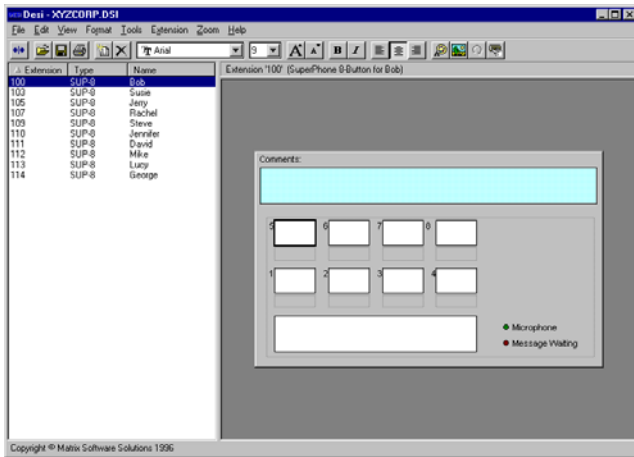 Desi - XYZCORP.DSI
File Edit View Format Tools Extension Zoom Help
Arial 9 A A B I
Extension Type Name
Extension '100' (SuperPhone 8-Button for Bob)
100 SUP-8 Bob
103 SUP-8 Susie
105 SUP-8 Jerry
107 SUP-8 Rachel
109 SUP-8 Steve
110 SUP-8 Jennifer
111 SUP-8 David
112 SUP-8 Mike
113 SUP-8 Lucy
114 SUP-8 George
Comments:
5 6 7 8
1 2 3 4
Microphone
Message Waiting
Copyright © Matrix Software Solutions 1996